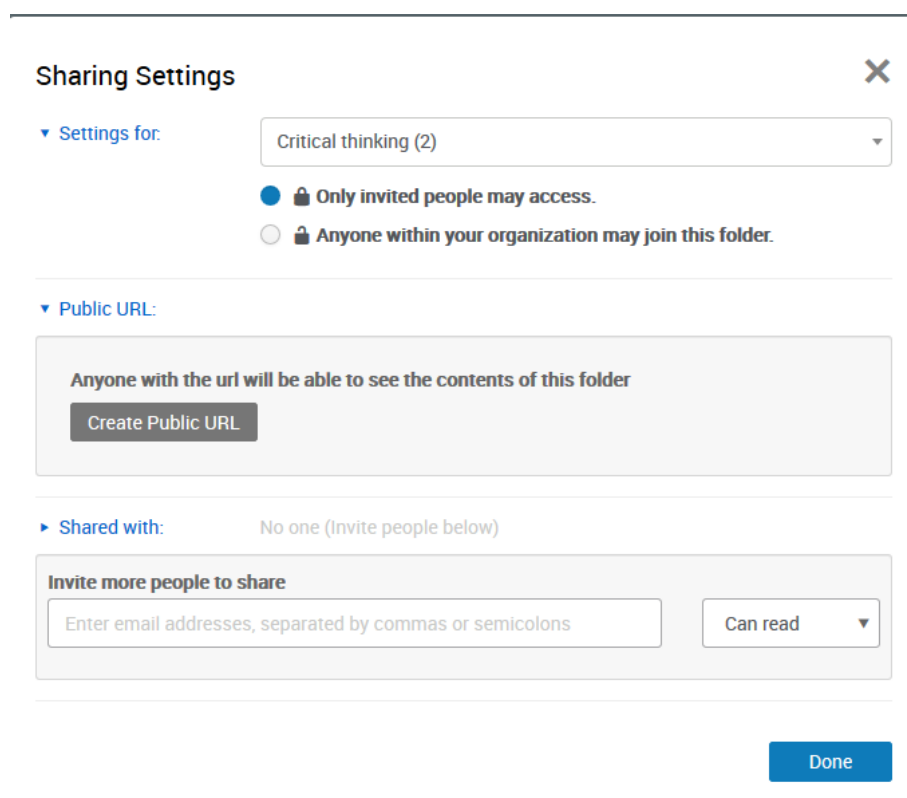 Sharing Settings
Settings for:
Critical thinking (2)
Only invited people may access.
Anyone within your organization may join this folder.
Public URL:
Anyone with the url will be able to see the contents of this folder
Create Public URL
Shared with: No one (Invite people below)
Invite more people to share
Enter email addresses, separated by commas or semicolons Can read
Done